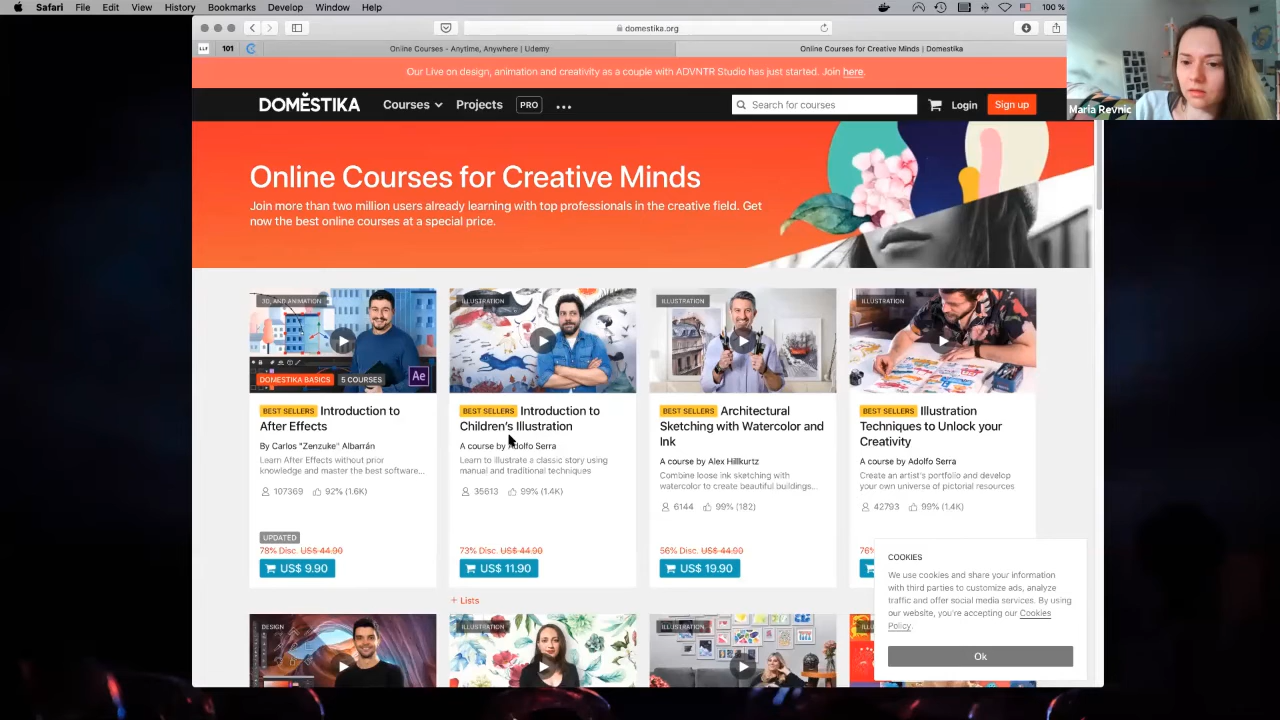 Safari File Edit View History Bookmarks Develop Window Help
100 %
domestika.org
LLF
101
Online Courses - Anytime, Anywhere | Udemy
Online Courses for Creative Minds | Domestika
Maria Revnic
Our Live on design, animation and creativity as a couple with ADVNTR Studio has just started. Join here.
DOMESTIKA
Courses
Projects
PRO
Search for courses
Login
Sign up
Online Courses for Creative Minds
Join more than two million users already learning with top professionals in the creative field. Get
now the best online courses at a special price.
3D, AND ANIMATION
DOMESTIKA BASICS
5 COURSES
Ae
BEST SELLERS Introduction to
After Effects
By Carlos "Zenzuke" Albarrán
Learn After Effects without prior
knowledge and master the best software...
107369
92% (1.6K)
UPDATED
78% Disc. US$ 44.90
US$ 9.90
ILLUSTRATION
BEST SELLERS Introduction to
Children's Illustration
A course by Adolfo Serra
Learn to illustrate a classic story using
manual and traditional techniques
35613
99% (1.4K)
73% Disc. US$ 44.90
US$ 11.90
+ Lists
ILLUSTRATION
BEST SELLERS Architectural
Sketching with Watercolor and
Ink
A course by Alex Hillkurtz
Combine loose ink sketching with
watercolor to create beautiful buildings...
6144
99% (182)
56% Disc. US$ 44.90
US$ 19.90
ILLUSTRATION
BEST SELLERS Illustration
Techniques to Unlock your
Creativity
A course by Adolfo Serra
Create an artist's portfolio and develop
your own universe of pictorial resources
42793
99% (1.4K)
76%
COOKIES
We use cookies and share your information
with third parties to customize ads, analyze
traffic and offer social media services. By using
our website, you're accepting our Cookies
Policy.
Ok
DESIGN
ILLUSTRATION
ILLUSTRATION